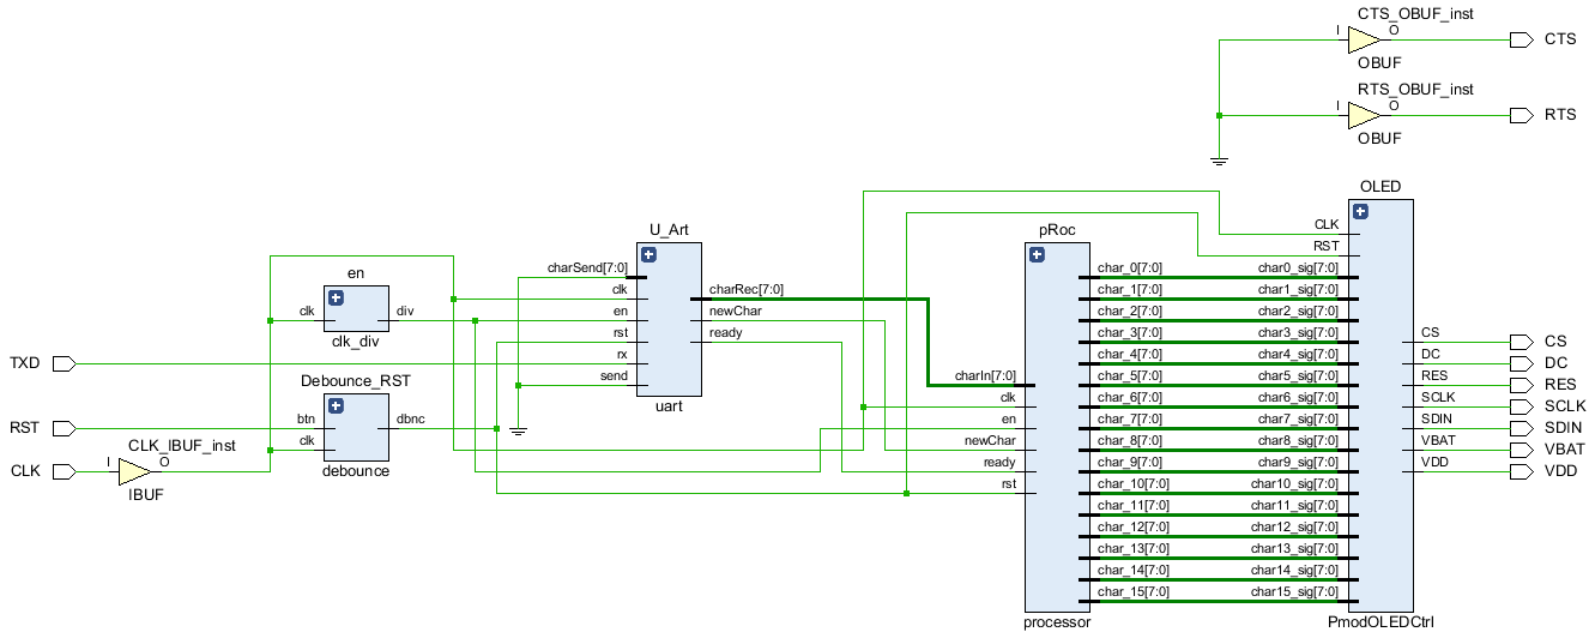 CTS_OBUF_inst
I
O
CTS
OBUF
RTS_OBUF_inst
I
O
RTS
OBUF
TXD
RST
CLK
CLK_IBUF_inst
I
O
IBUF
en
clk
div
clk_div
Debounce_RST
btn
clk
dbnc
debounce
U_Art
charSend[7:0]
clk
en
rst
rx
send
charRec[7:0]
newChar
ready
uart
pRoc
charIn[7:0]
clk
en
newChar
ready
rst
char_0[7:0]
char_1[7:0]
char_2[7:0]
char_3[7:0]
char_4[7:0]
char_5[7:0]
char_6[7:0]
char_7[7:0]
char_8[7:0]
char_9[7:0]
char_10[7:0]
char_11[7:0]
char_12[7:0]
char_13[7:0]
char_14[7:0]
char_15[7:0]
processor
OLED
CLK
RST
char0_sig[7:0]
char1_sig[7:0]
char2_sig[7:0]
char3_sig[7:0]
char4_sig[7:0]
char5_sig[7:0]
char6_sig[7:0]
char7_sig[7:0]
char8_sig[7:0]
char9_sig[7:0]
char10_sig[7:0]
char11_sig[7:0]
char12_sig[7:0]
char13_sig[7:0]
char14_sig[7:0]
char15_sig[7:0]
CS
DC
RES
SCLK
SDIN
VBAT
VDD
PmodOLEDCtrl
CS
DC
RES
SCLK
SDIN
VBAT
VDD